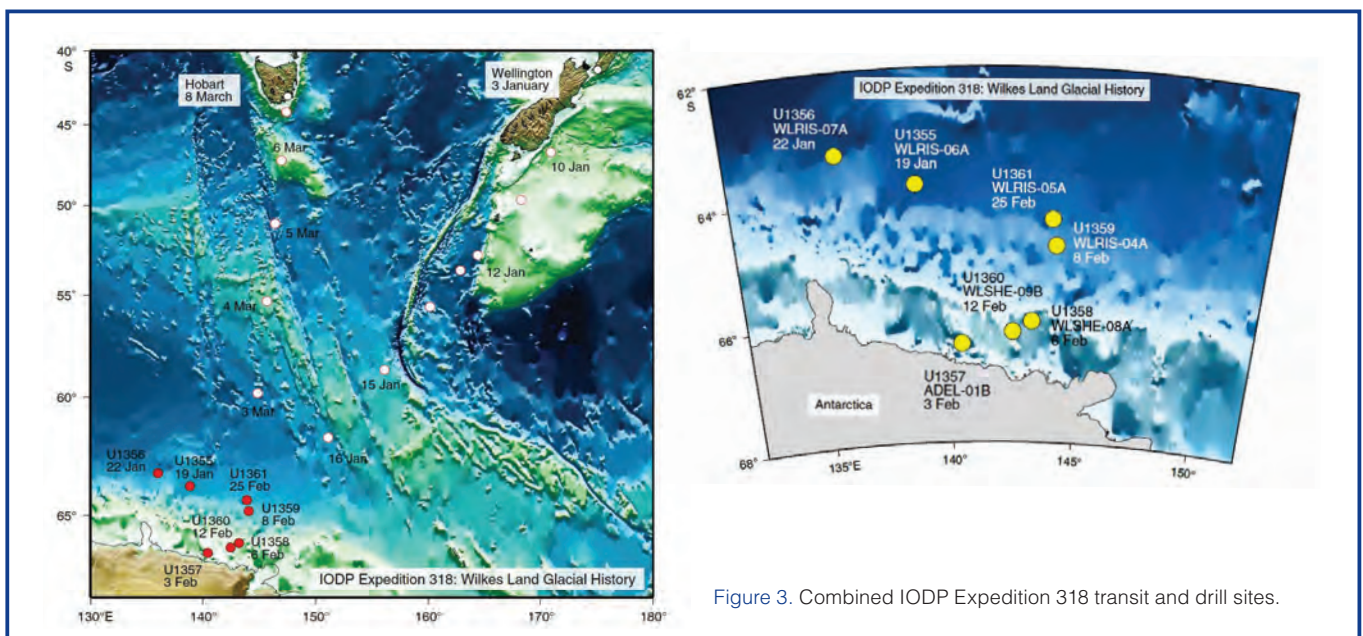 40°
S
45°
50°
55°
60°
65°
Hobart
8 March
Wellington
3 January
6 Mar
10 Jan
5 Mar
12 Jan
4 Mar
15 Jan
3 Mar
16 Jan
U1356
22 Jan
U1355
19 Jan
U1361
25 Feb
U1359
8 Feb
U1360
12 Feb
U1358
6 Feb
U1357
3 Feb
IODP Expedition 318: Wilkes Land Glacial History
130°E
140°
150°
160°
170°
180°
62°
S
64°
66°
68°
IODP Expedition 318: Wilkes Land Glacial History
U1356
WLRIS-07A
22 Jan
U1355
WLRIS-06A
19 Jan
U1361
WLRIS-05A
25 Feb
U1359
WLRIS-04A
8 Feb
U1360
WLSHE-09B
12 Feb
U1358
WLSHE-08A
6 Feb
U1357
ADEL-01B
3 Feb
Antarctica
135°E
140°
145°
150°
Figure 3. Combined IODP Expedition 318 transit and drill sites.